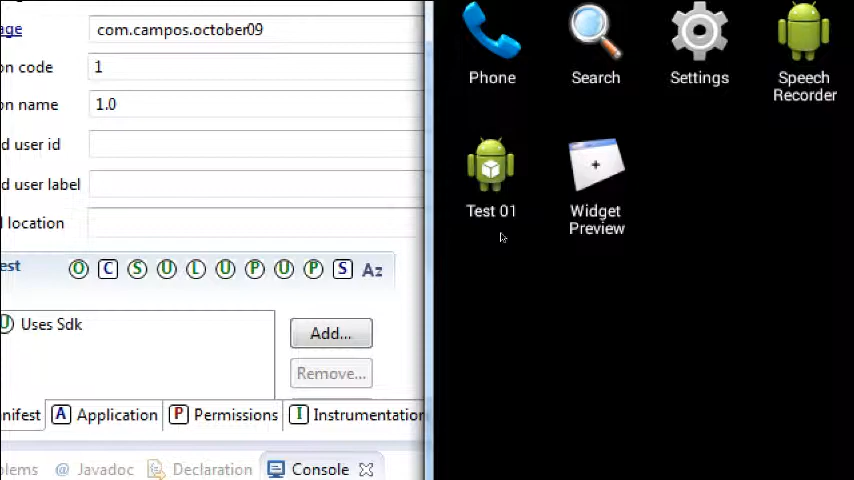 age
com.campos.october09
on code
1
on name
1.0
d user id
d user label
d location
est
O C S U L U P U P S Az
U Uses Sdk
Add...
Remove...
nifest
A Application
P Permissions
I Instrumentation
blems
@ Javadoc
Declaration
Console
Phone
Search
Settings
Speech
Recorder
Test 01
Widget
Preview